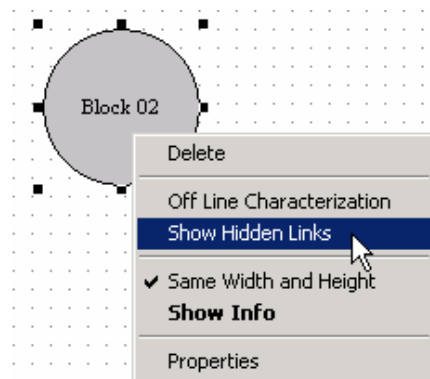 Block 02
Delete
Off Line Characterization
Show Hidden Links
Same Width and Height
Show Info
Properties